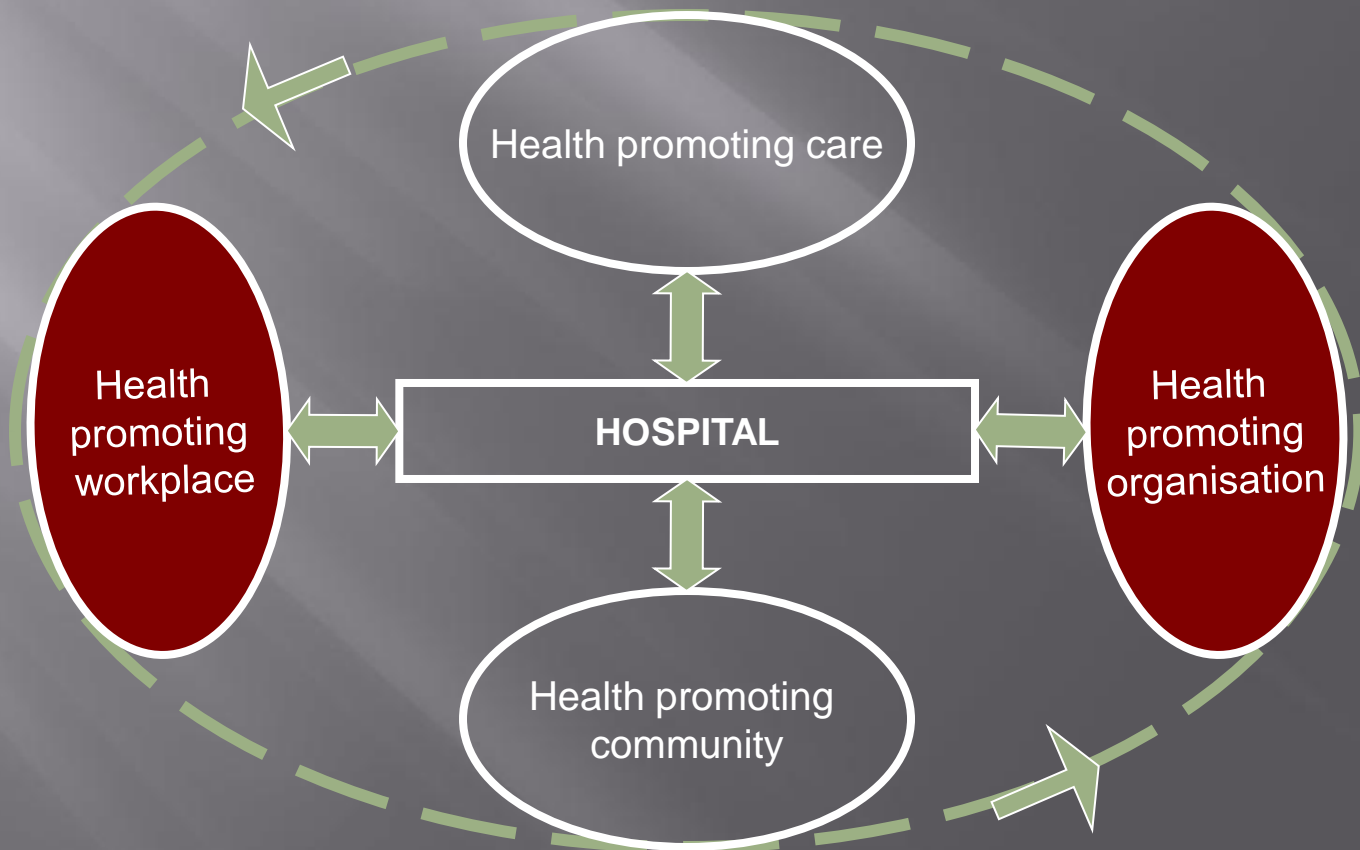 Health promoting care
Health
promoting
workplace
HOSPITAL
Health
promoting
organisation
Health promoting
community